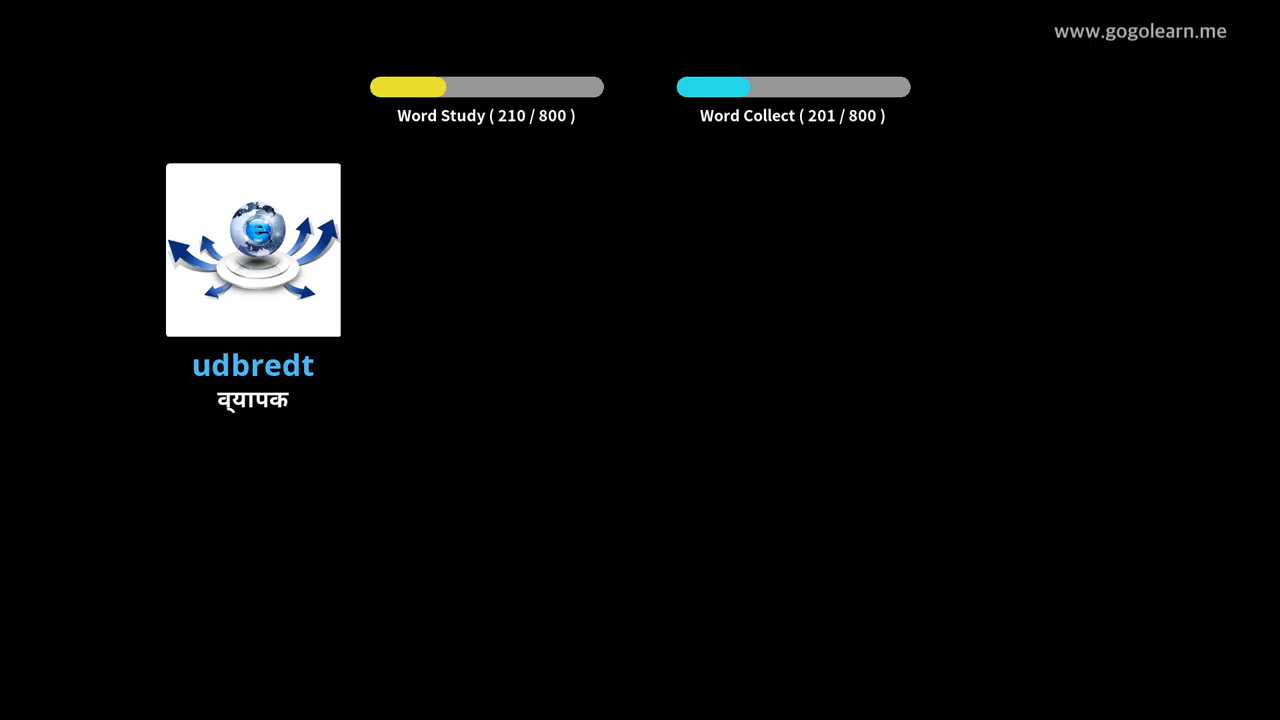 www.gogolearn.me
Word Study ( 210 / 800 )
Word Collect ( 201 / 800 )
e
udbredt
व्यापक